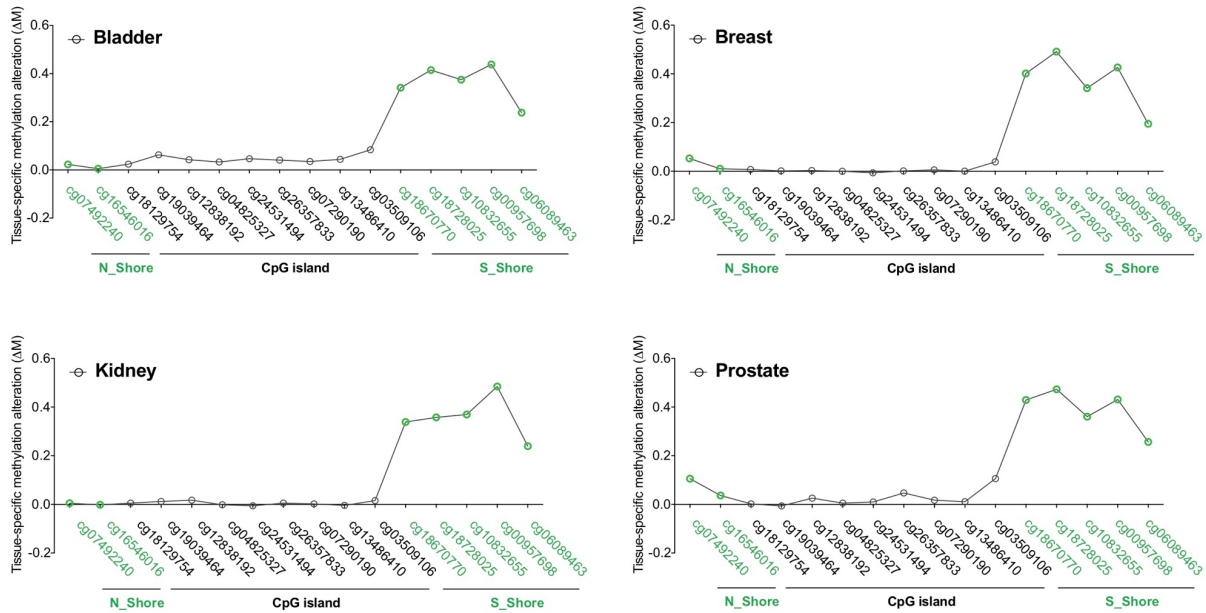 Tissue-specific methylation alteration (ΔM)
Bladder
0.6
0.4
0.2
0.0
-0.2
cg07492240
cg16546016
cg18129754
cg19039464
cg12838192
cg04825327
cg24531494
cg26357833
cg07290190
cg13486410
cg03509106
cg18670770
cg18728025
cg10832655
cg00957698
cg06089463
N_Shore
CpG island
S_Shore
Tissue-specific methylation alteration (ΔM)
Breast
0.6
0.4
0.2
0.0
-0.2
cg07492240
cg16546016
cg18129754
cg19039464
cg12838192
cg04825327
cg24531494
cg26357833
cg07290190
cg13486410
cg03509106
cg18670770
cg18728025
cg10832655
cg00957698
cg06089463
N_Shore
CpG island
S_Shore
Tissue-specific methylation alteration (ΔM)
Kidney
0.6
0.4
0.2
0.0
-0.2
cg07492240
cg16546016
cg18129754
cg19039464
cg12838192
cg04825327
cg24531494
cg26357833
cg07290190
cg13486410
cg03509106
cg18670770
cg18728025
cg10832655
cg00957698
cg06089463
N_Shore
CpG island
S_Shore
Tissue-specific methylation alteration (ΔM)
Prostate
0.6
0.4
0.2
0.0
-0.2
cg07492240
cg16546016
cg18129754
cg19039464
cg12838192
cg04825327
cg24531494
cg26357833
cg07290190
cg13486410
cg03509106
cg18670770
cg18728025
cg10832655
cg00957698
cg06089463
N_Shore
CpG island
S_Shore